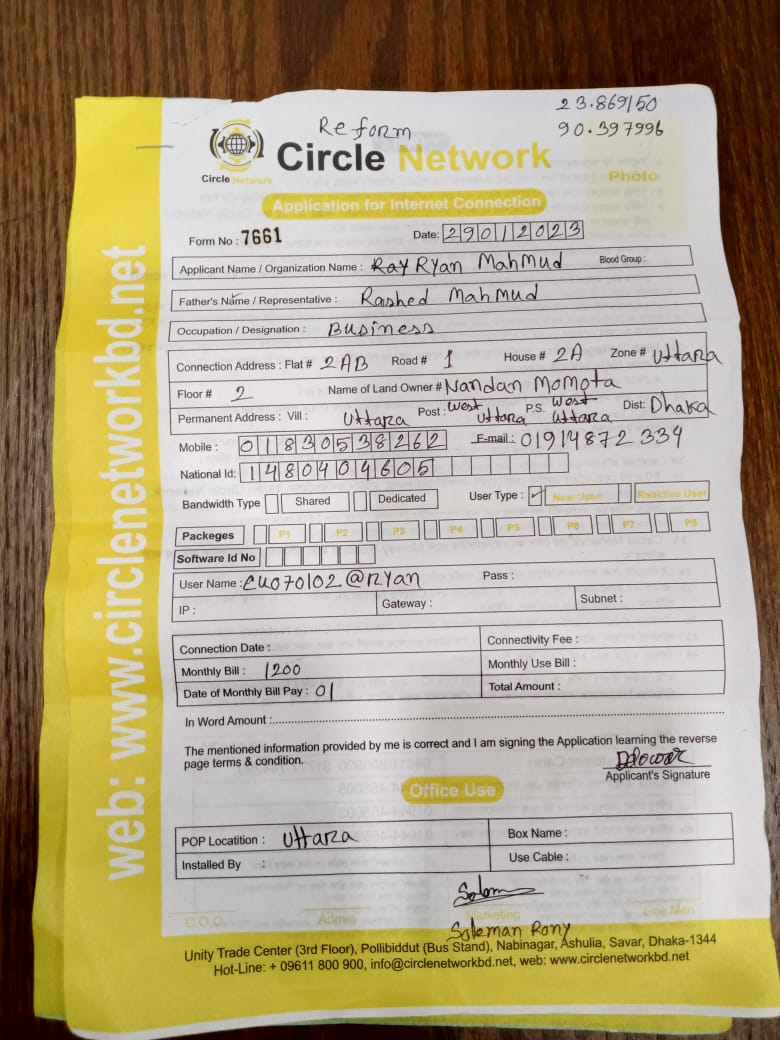 23.869150
90.397996
Reform
Circle Network
Circle Network
Photo
Application for Internet Connection
Form No : 7661 Date: 29012023
Applicant Name / Organization Name : Ray Ryan Mahmud Blood Group :
Father's Name / Representative : Rashed Mahmud
Occupation / Designation : Business
Connection Address : Flat # 2AB Road # 1 House # 2A Zone # Uttara
Floor # 2 Name of Land Owner # Nandan Momota
Permanent Address : Vill : Uttara Post : West Uttara P.S. West Uttara Dist: Dhaka
Mobile : 01830538262 E-mail : 01914872334
National Id: 1480404605
Bandwidth Type Shared Dedicated User Type : ✓ New User Reactive User
Packeges P1 P2 P3 P4 P5 P6 P7 P8
Software Id No
User Name : CU070102@Ryan Pass :
IP : Gateway : Subnet :
Connection Date : Connectivity Fee :
Monthly Bill : 1200 Monthly Use Bill :
Date of Monthly Bill Pay : 01 Total Amount :
In Word Amount :
The mentioned information provided by me is correct and I am signing the Application learning the reverse
page terms & condition.
Delowar
Applicant's Signature
Office Use
POP Locatition : Uttara Box Name :
Installed By : Use Cable :
Soleman Rony
C.O.O. Admin Marketing Line Man
Unity Trade Center (3rd Floor), Pollibiddut (Bus Stand), Nabinagar, Ashulia, Savar, Dhaka-1344
Hot-Line: + 09611 800 900, info@circlenetworkbd.net, web: www.circlenetworkbd.net
web: www.circlenetworkbd.net